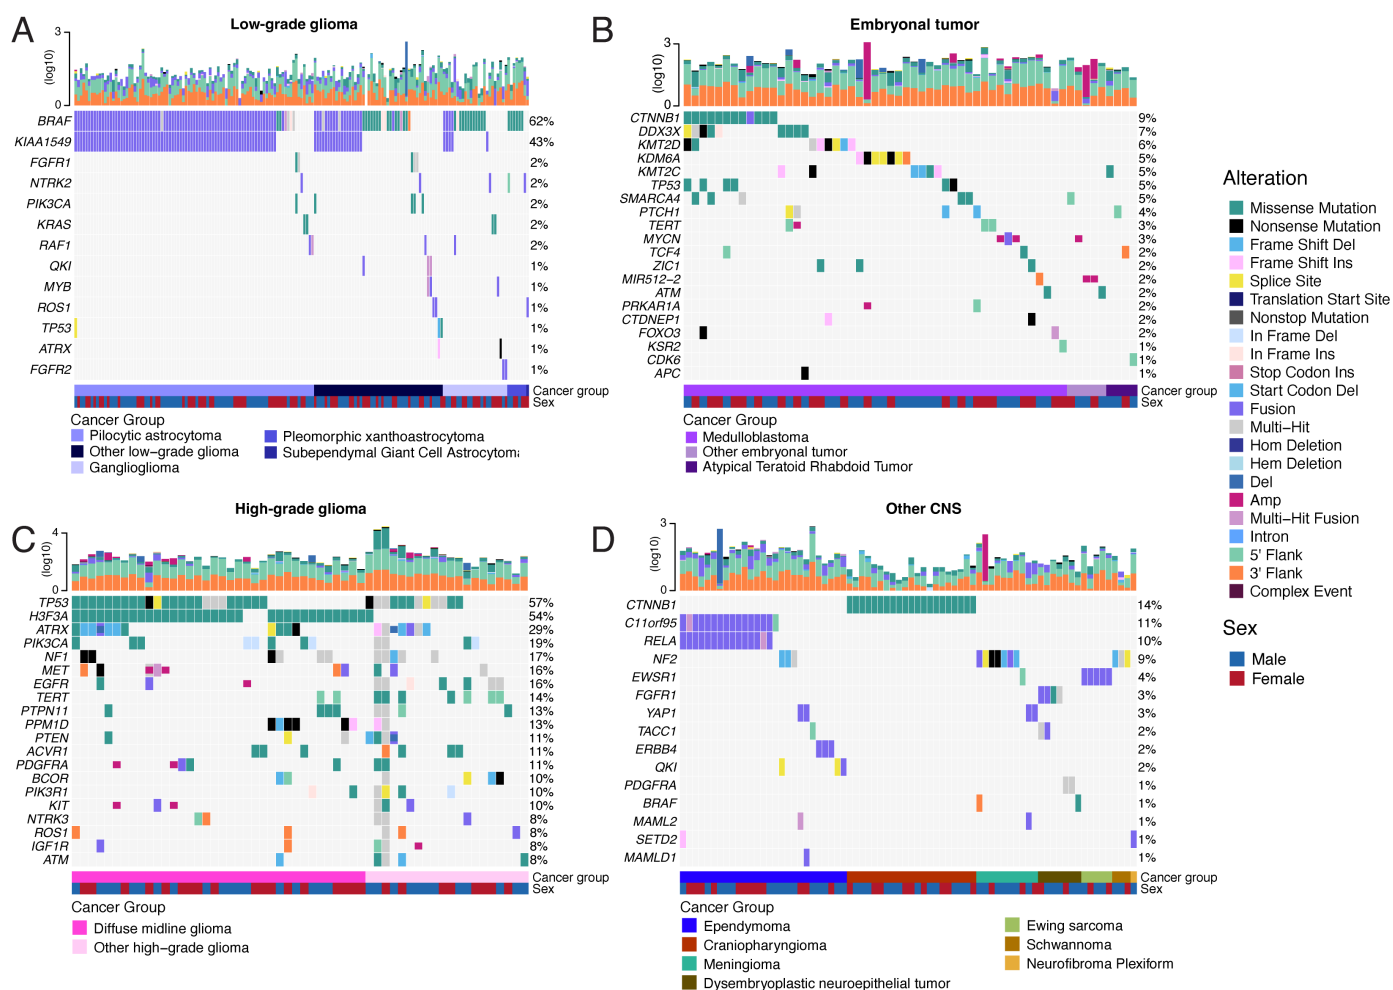 A
Low-grade glioma
3
(log10)
0
BRAF 62%
KIAA1549 43%
FGFR1 2%
NTRK2 2%
PIK3CA 2%
KRAS 2%
RAF1 2%
QKI 1%
MYB 1%
ROS1 1%
TP53 1%
ATRX 1%
FGFR2 1%
Cancer group
Sex
Cancer Group
Pilocytic astrocytoma
Other low−grade glioma
Ganglioglioma
Pleomorphic xanthoastrocytoma
Subependymal Giant Cell Astrocytoma
B
Embryonal tumor
3
(log10)
0
CTNNB1 9%
DDX3X 7%
KMT2D 6%
KDM6A 5%
KMT2C 5%
TP53 5%
SMARCA4 5%
PTCH1 4%
TERT 3%
MYCN 3%
TCF4 2%
ZIC1 2%
MIR512−2 2%
ATM 2%
PRKAR1A 2%
CTDNEP1 2%
FOXO3 2%
KSR2 1%
CDK6 1%
APC 1%
Cancer group
Sex
Cancer Group
Medulloblastoma
Other embryonal tumor
Atypical Teratoid Rhabdoid Tumor
C
High-grade glioma
4
(log10)
0
TP53 57%
H3F3A 54%
ATRX 29%
PIK3CA 19%
NF1 17%
MET 16%
EGFR 16%
TERT 14%
PTPN11 13%
PPM1D 13%
PTEN 11%
ACVR1 11%
PDGFRA 11%
BCOR 10%
PIK3R1 10%
KIT 10%
NTRK3 8%
ROS1 8%
IGF1R 8%
ATM 8%
Cancer group
Sex
Cancer Group
Diffuse midline glioma
Other high−grade glioma
D
Other CNS
3
(log10)
0
CTNNB1 14%
C11orf95 11%
RELA 10%
NF2 9%
EWSR1 4%
FGFR1 3%
YAP1 3%
TACC1 2%
ERBB4 2%
QKI 2%
PDGFRA 1%
BRAF 1%
MAML2 1%
SETD2 1%
MAMLD1 1%
Cancer group
Sex
Cancer Group
Ependymoma
Craniopharyngioma
Meningioma
Dysembryoplastic neuroepithelial tumor
Ewing sarcoma
Schwannoma
Neurofibroma Plexiform
Alteration
Missense Mutation
Nonsense Mutation
Frame Shift Del
Frame Shift Ins
Splice Site
Translation Start Site
Nonstop Mutation
In Frame Del
In Frame Ins
Stop Codon Ins
Start Codon Del
Fusion
Multi−Hit
Hom Deletion
Hem Deletion
Del
Amp
Multi−Hit Fusion
Intron
5' Flank
3' Flank
Complex Event
Sex
Male
Female